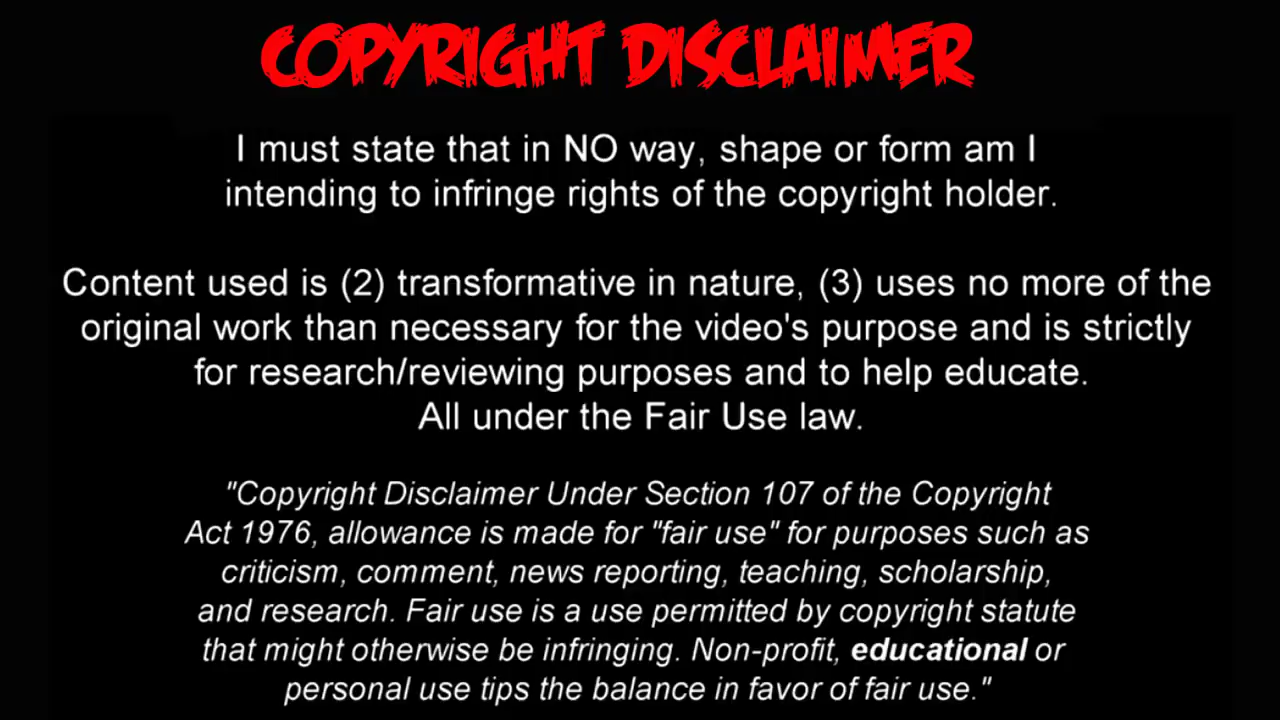 COPYRIGHT DISCLAIMER
I must state that in NO way, shape or form am I
intending to infringe rights of the copyright holder.
Content used is (2) transformative in nature, (3) uses no more of the
original work than necessary for the video's purpose and is strictly
for research/reviewing purposes and to help educate.
All under the Fair Use law.
"Copyright Disclaimer Under Section 107 of the Copyright
Act 1976, allowance is made for "fair use" for purposes such as
criticism, comment, news reporting, teaching, scholarship,
and research. Fair use is a use permitted by copyright statute
that might otherwise be infringing. Non-profit, educational or
personal use tips the balance in favor of fair use."